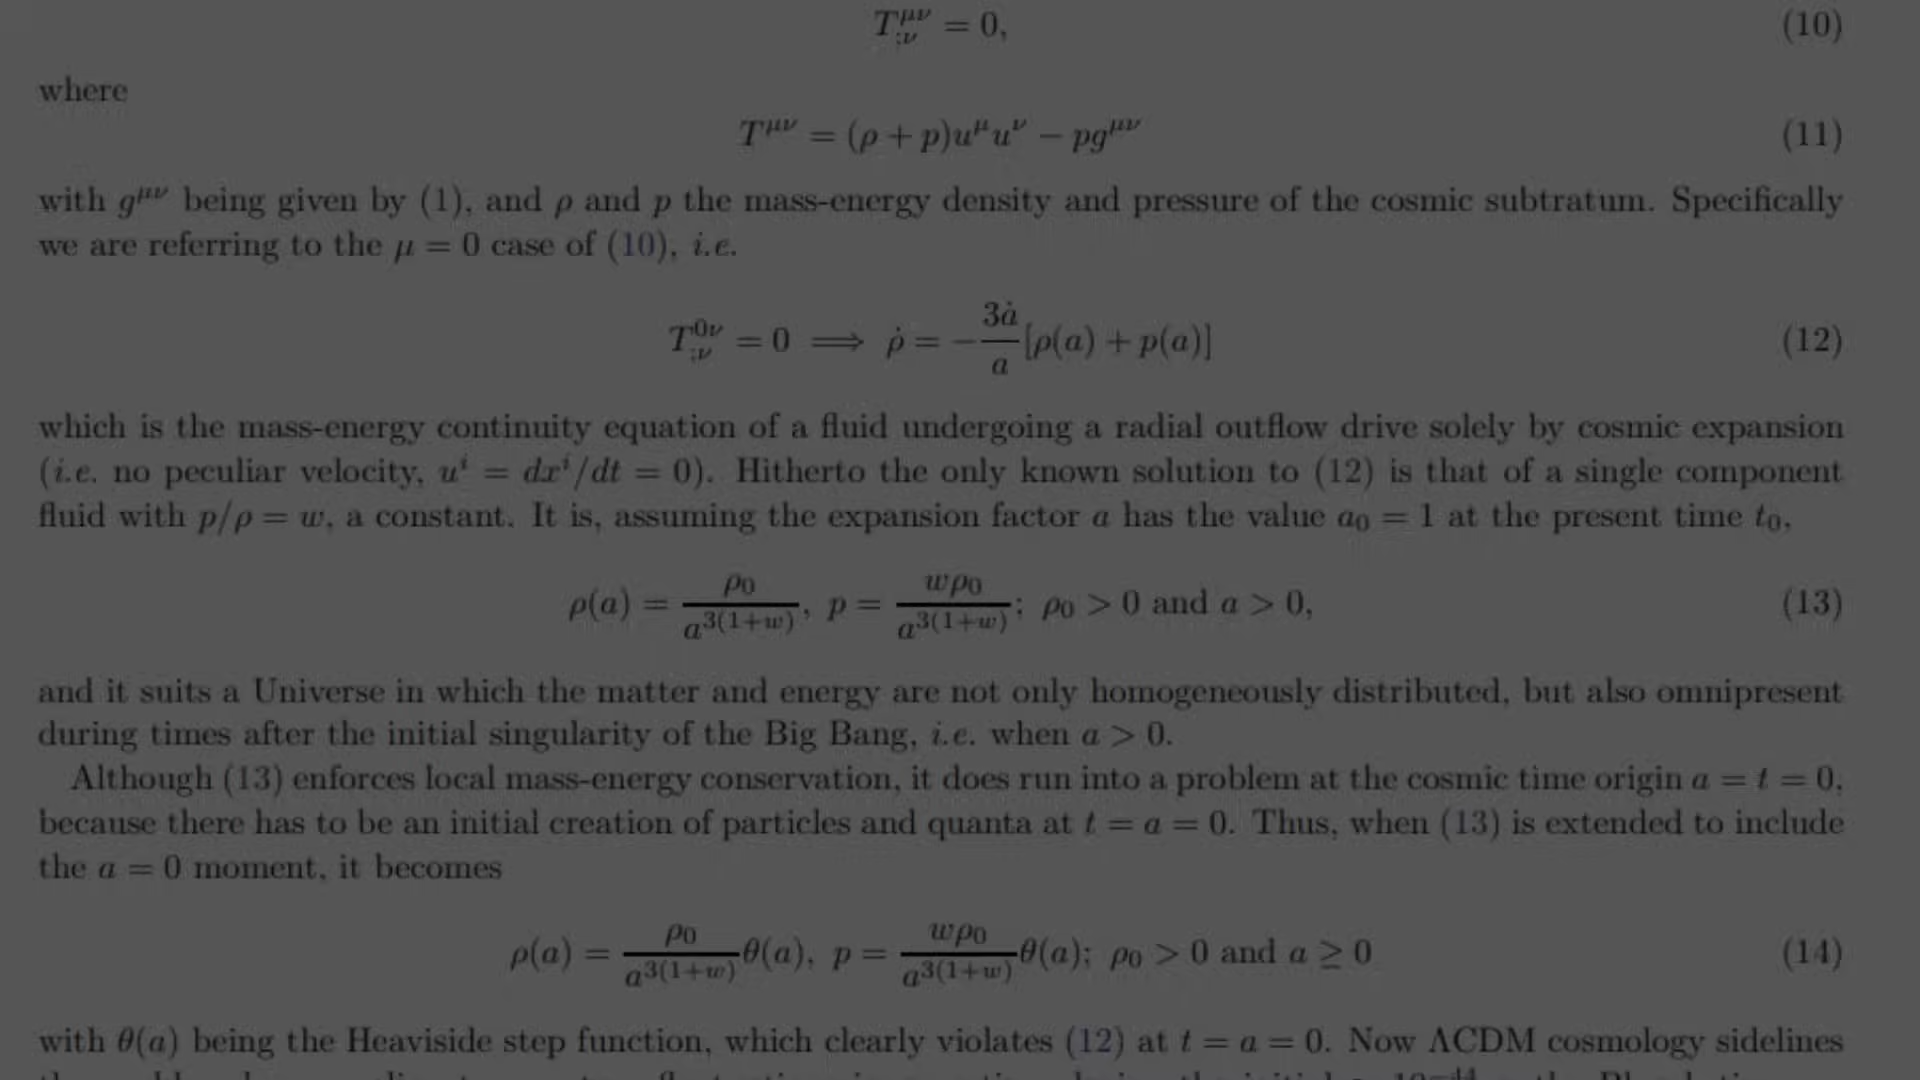 T^{μν}_{;ν} = 0, (10)
where
T^{μν} = (ρ + p)u^μ u^ν − pg^{μν} (11)
with g^{μν} being given by (1), and ρ and p the mass-energy density and pressure of the cosmic subtratum. Specifically
we are referring to the μ = 0 case of (10), i.e.
T^{0ν}_{;ν} = 0 ⟹ ρ̇ = −3ȧ/a [ρ(a) + p(a)] (12)
which is the mass-energy continuity equation of a fluid undergoing a radial outflow drive solely by cosmic expansion
(i.e. no peculiar velocity, u^i = dx^i/dt = 0). Hitherto the only known solution to (12) is that of a single component
fluid with p/ρ = w, a constant. It is, assuming the expansion factor a has the value a₀ = 1 at the present time t₀,
ρ(a) = ρ₀/a^{3(1+w)}, p = wρ₀/a^{3(1+w)}; ρ₀ > 0 and a > 0, (13)
and it suits a Universe in which the matter and energy are not only homogeneously distributed, but also omnipresent
during times after the initial singularity of the Big Bang, i.e. when a > 0.
Although (13) enforces local mass-energy conservation, it does run into a problem at the cosmic time origin a = t = 0,
because there has to be an initial creation of particles and quanta at t = a = 0. Thus, when (13) is extended to include
the a = 0 moment, it becomes
ρ(a) = ρ₀/a^{3(1+w)} θ(a), p = wρ₀/a^{3(1+w)} θ(a); ρ₀ > 0 and a ≥ 0 (14)
with θ(a) being the Heaviside step function, which clearly violates (12) at t = a = 0. Now ΛCDM cosmology sidelines